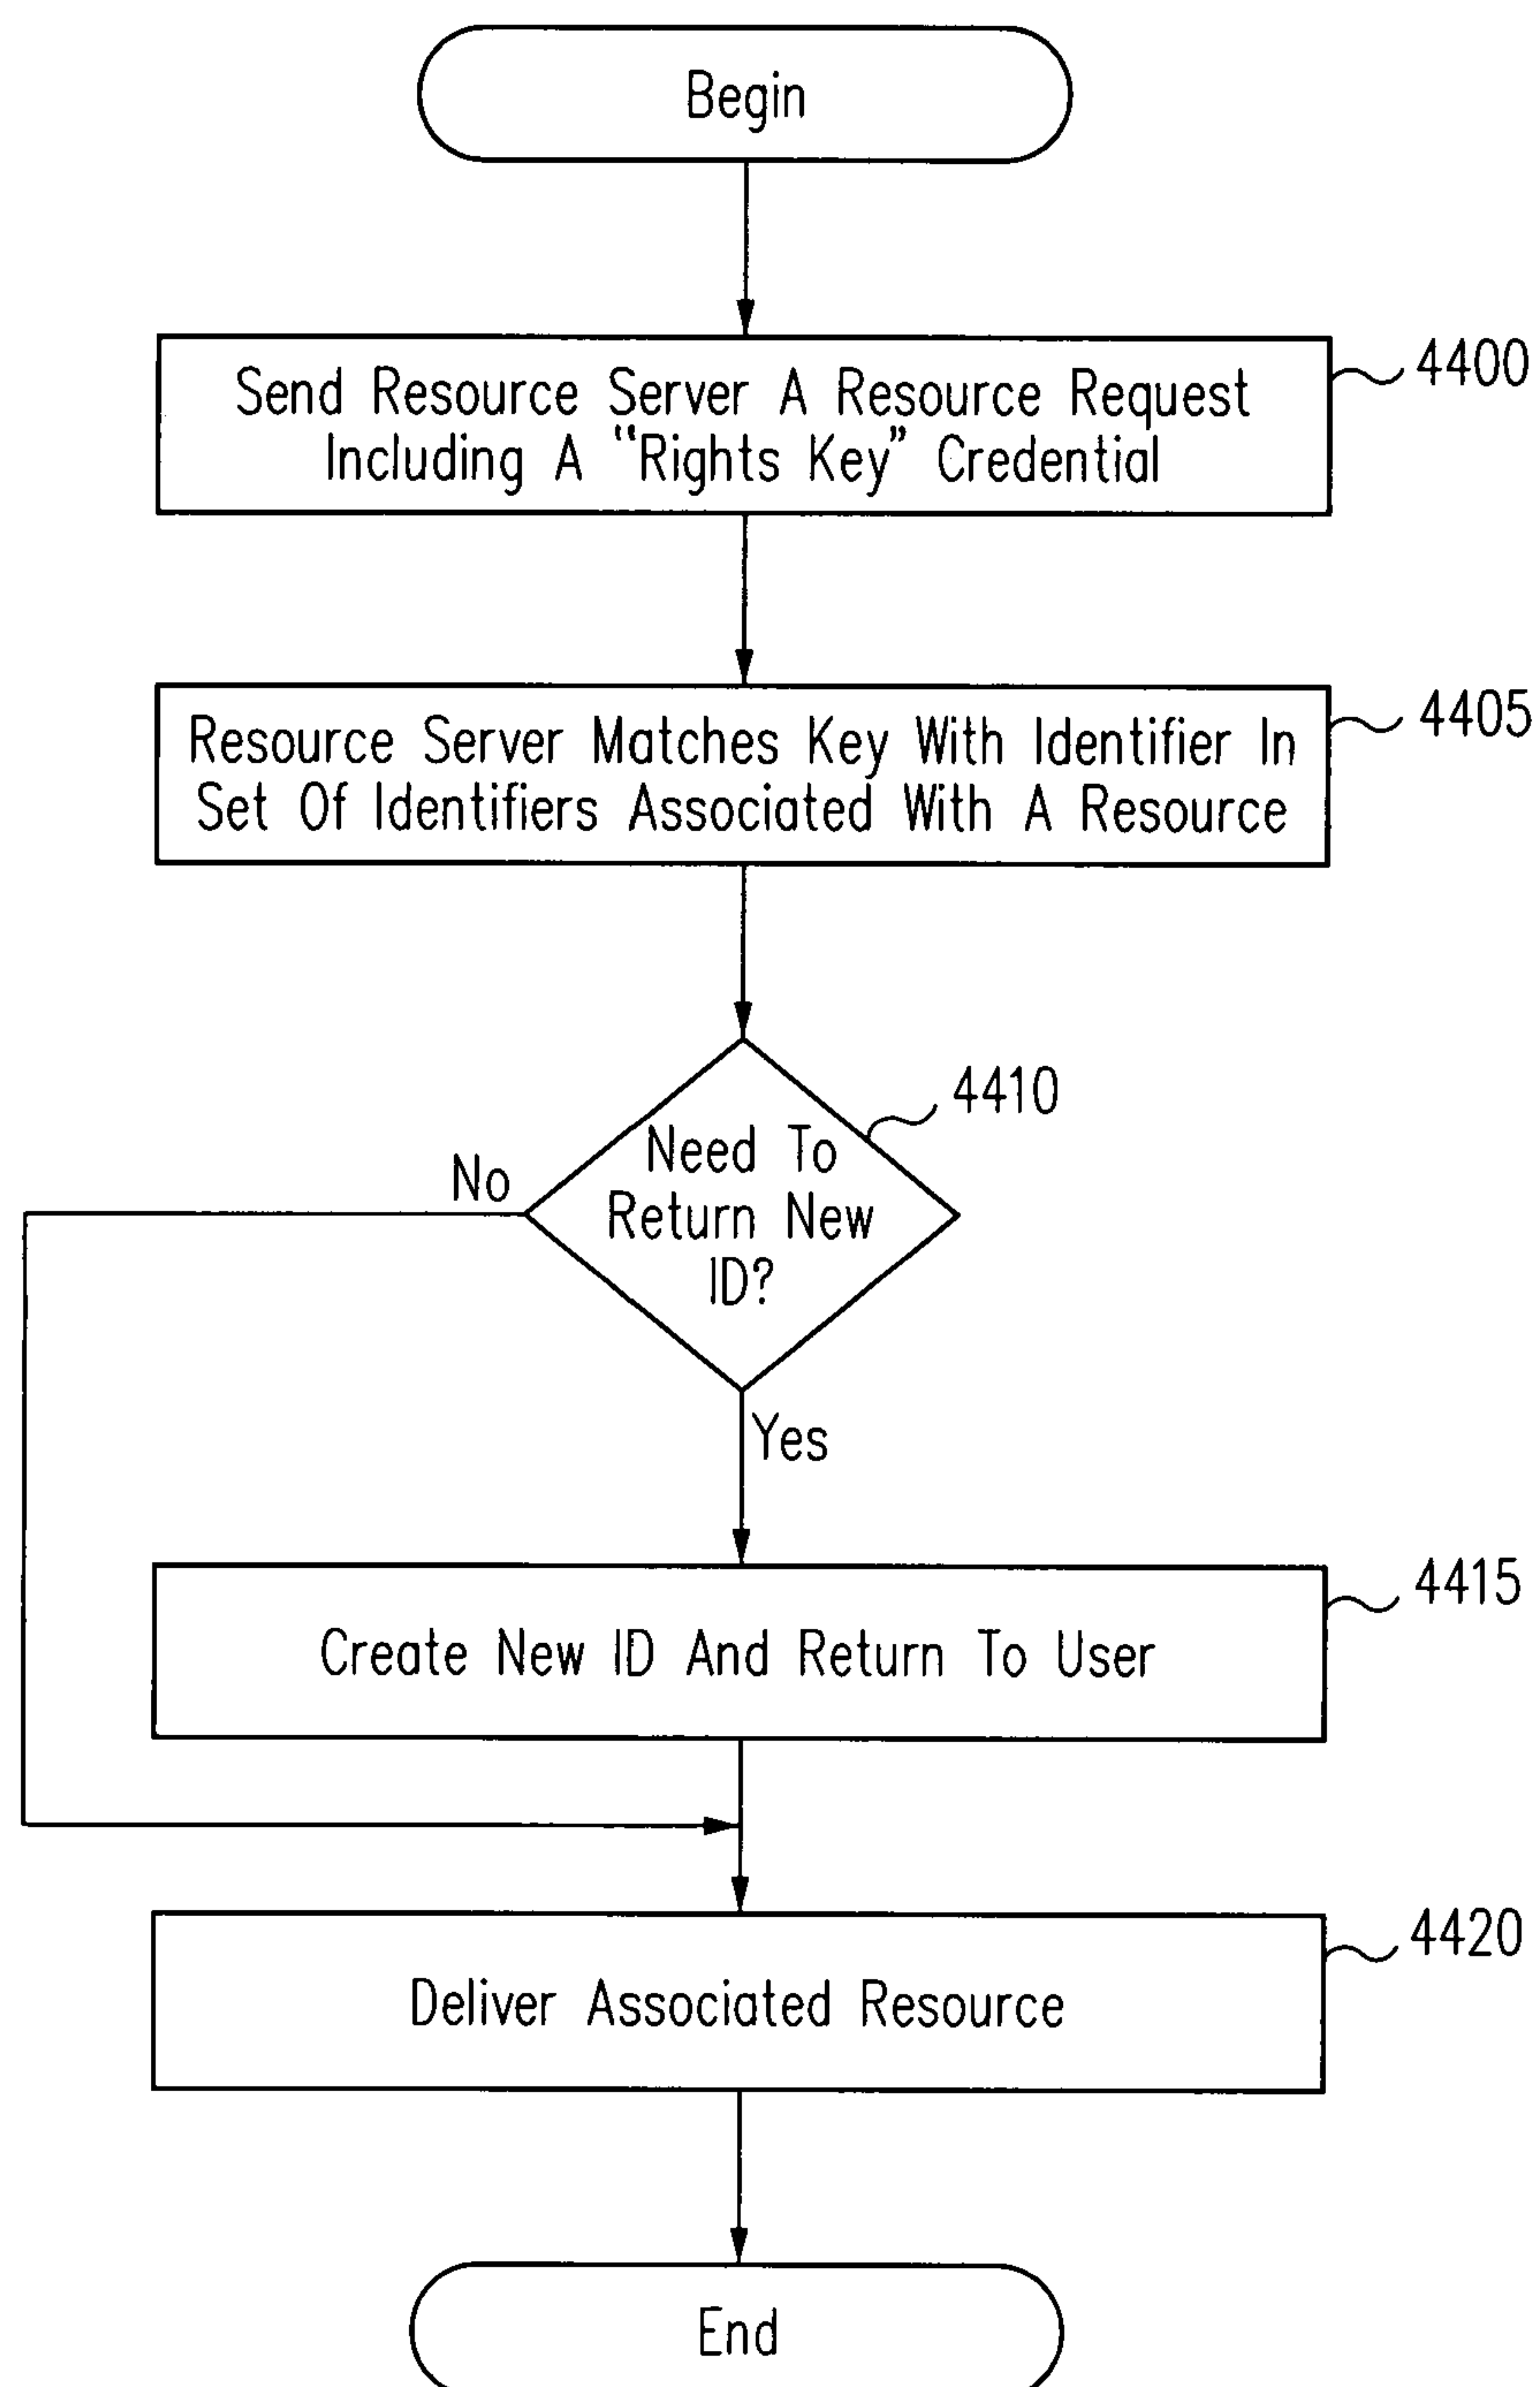 Begin
Send Resource Server A Resource Request
Including A "Rights Key" Credential
4400
Resource Server Matches Key With Identifier In
Set Of Identifiers Associated With A Resource
4405
4410
Need To
Return New
ID?
No
Yes
Create New ID And Return To User
4415
Deliver Associated Resource
4420
End